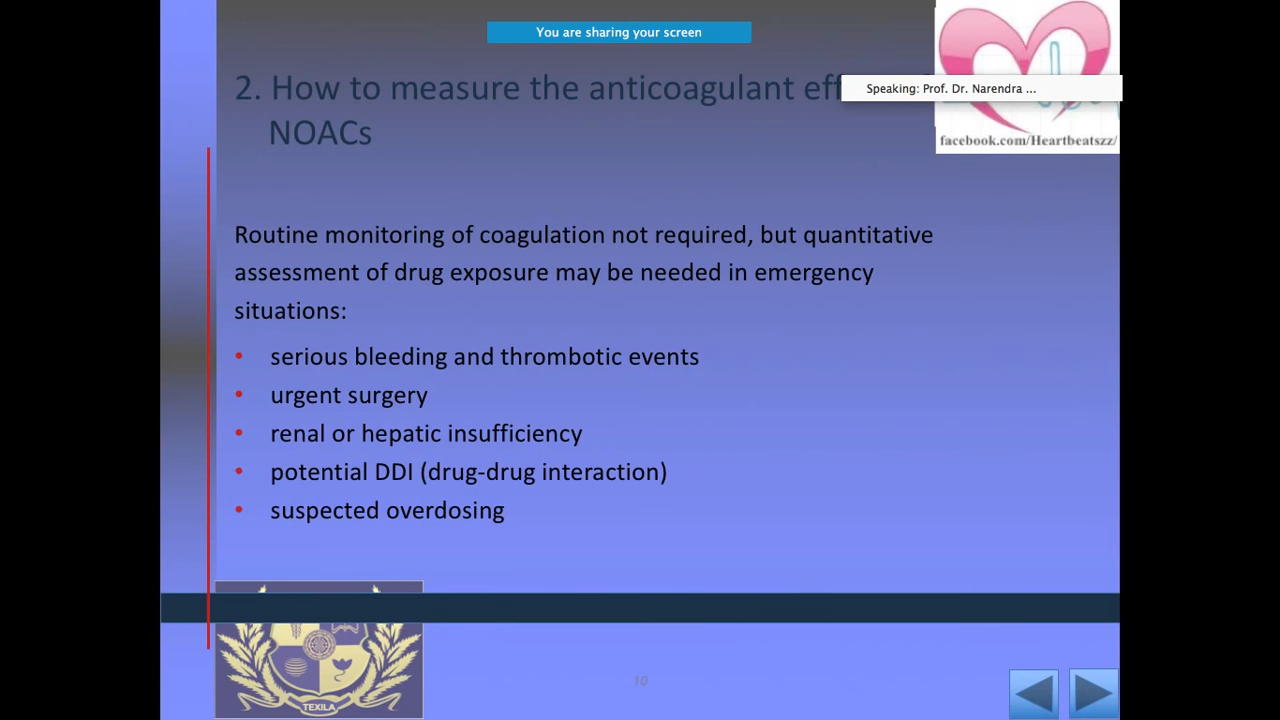 You are sharing your screen
2. How to measure the anticoagulant eff
Speaking: Prof. Dr. Narendra ...
NOACs
facebook.com/Heartbeatszz/
Routine monitoring of coagulation not required, but quantitative
assessment of drug exposure may be needed in emergency
situations:
• serious bleeding and thrombotic events
• urgent surgery
• renal or hepatic insufficiency
• potential DDI (drug-drug interaction)
• suspected overdosing
TEXILA
10